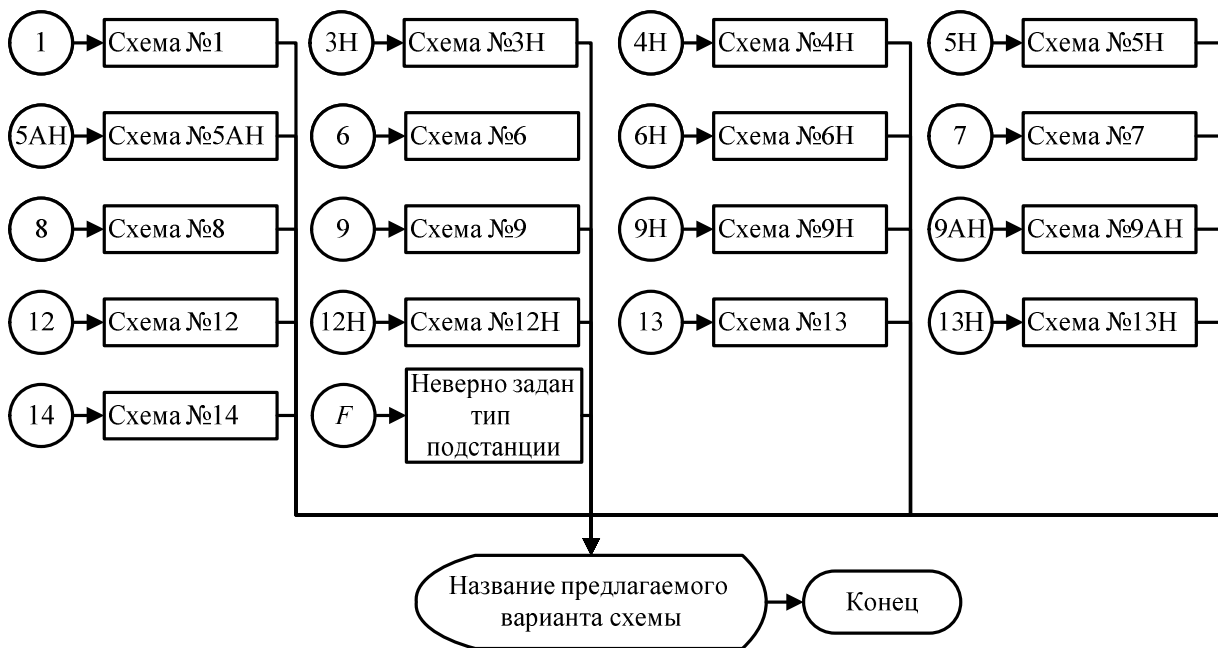 1
Схема №1
3Н
Схема №3Н
4Н
Схема №4Н
5Н
Схема №5Н
5АН
Схема №5АН
6
Схема №6
6Н
Схема №6Н
7
Схема №7
8
Схема №8
9
Схема №9
9Н
Схема №9Н
9АН
Схема №9АН
12
Схема №12
12Н
Схема №12Н
13
Схема №13
13Н
Схема №13Н
14
Схема №14
F
Неверно задан
тип
подстанции
Название предлагаемого
варианта схемы
Конец